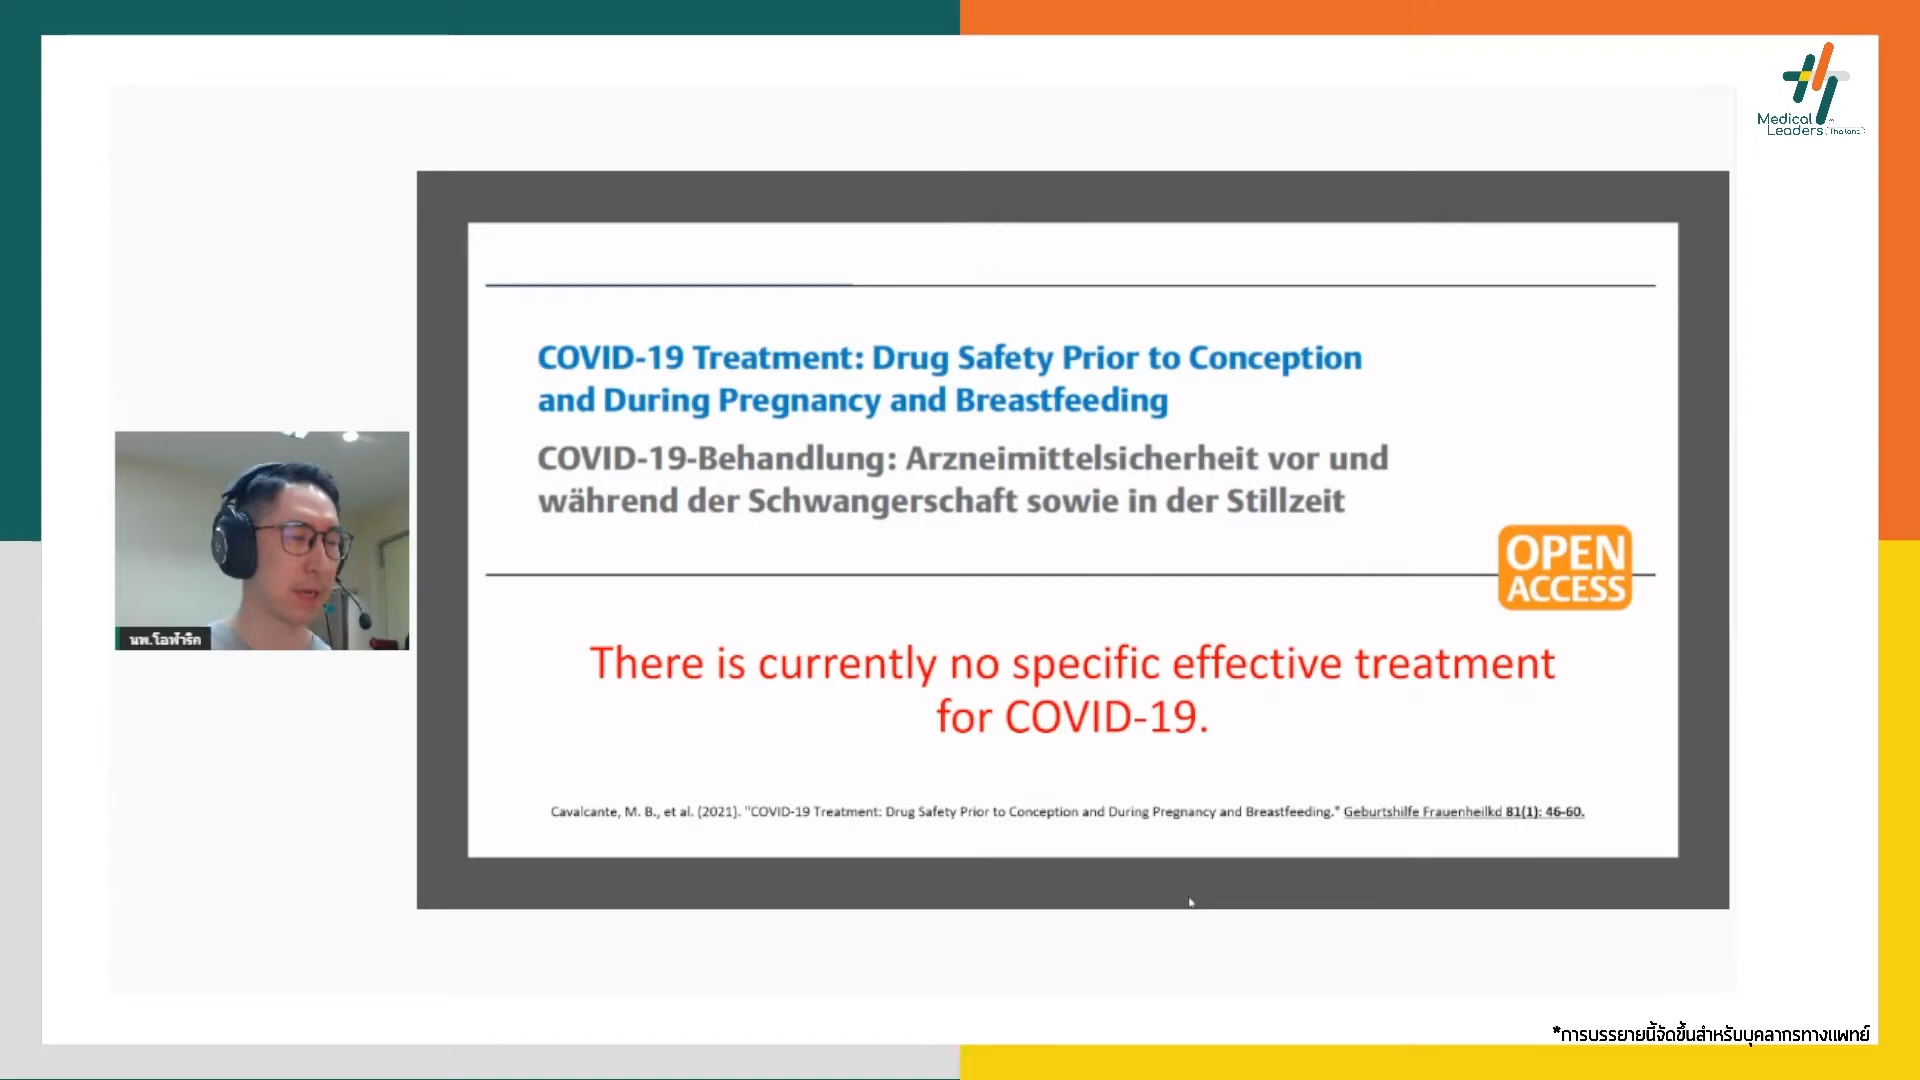 Medical
Leaders (Thailand)
COVID-19 Treatment: Drug Safety Prior to Conception
and During Pregnancy and Breastfeeding
COVID-19-Behandlung: Arzneimittelsicherheit vor und
während der Schwangerschaft sowie in der Stillzeit
OPEN
ACCESS
There is currently no specific effective treatment
for COVID-19.
Cavalcante, M. B., et al. (2021). "COVID-19 Treatment: Drug Safety Prior to Conception and During Pregnancy and Breastfeeding." Geburtshilfe Frauenheilkd 81(1): 46-60.
นพ.โอฬาริค
*การบรรยายนี้จัดขึ้นสำหรับบุคลากรทางแพทย์